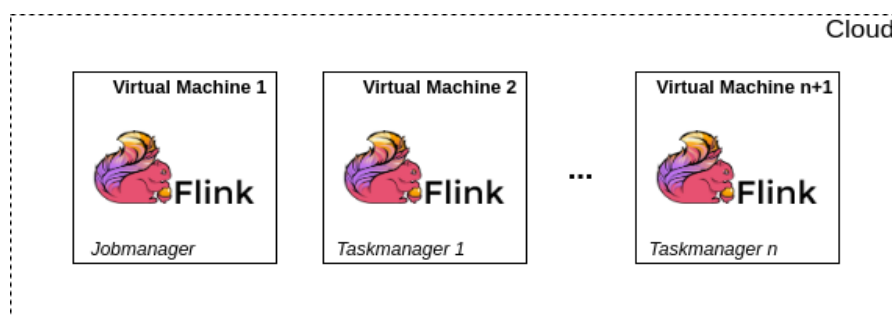 Cloud
Virtual Machine 1
Virtual Machine 2
Virtual Machine n+1
Flink
Flink
...
Flink
Jobmanager
Taskmanager 1
Taskmanager n